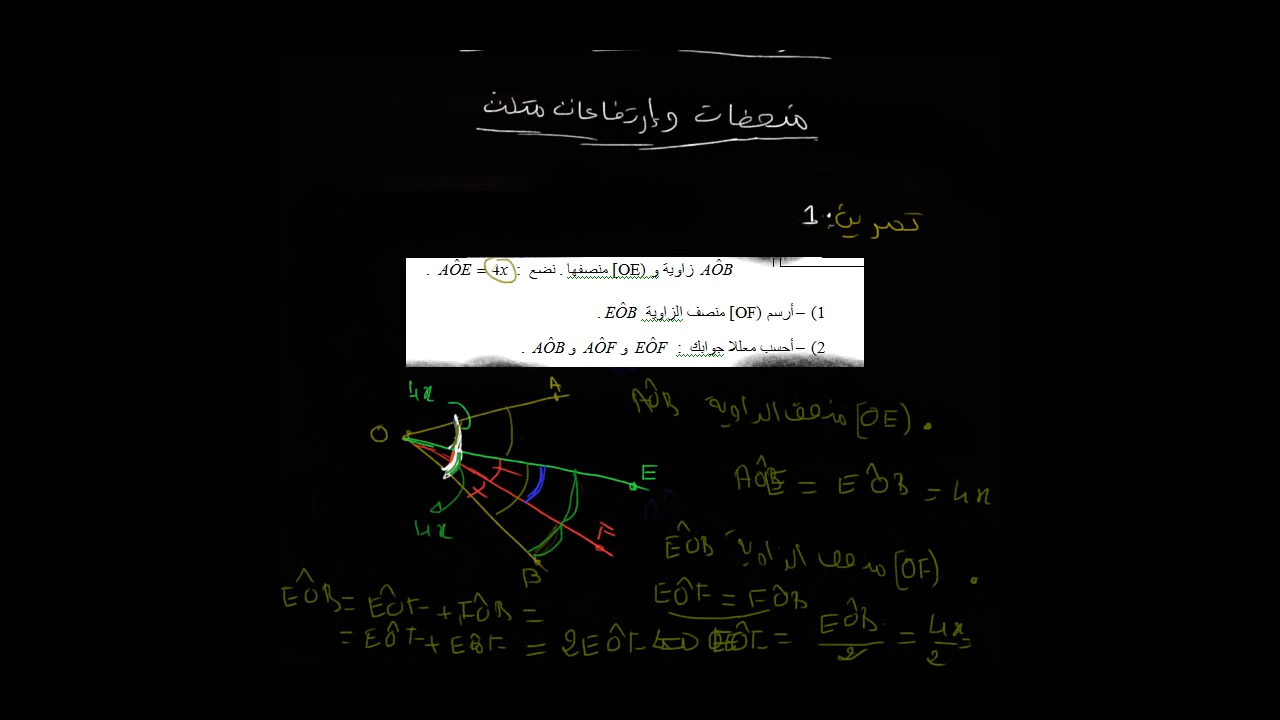 منصفات وإرتفاعات مثلث
تمرين 1:
AÔB زاوية و [OE) منصفها . نضع : AÔE = 4x .
1) – أرسم [OF) منصف الزاوية EÔB .
2) – أحسب معللا جوابك : EÔF و AÔF و AÔB .
4x
A
O
E
4x
F
B
• [OE) منصف الزاوية AÔB
AÔE = EÔB = 4x
• [OF) منصف الزاوية EÔB
EÔF = FÔB
EÔB = EÔF + FÔB =
= EÔF + EÔF = 2EÔF ⇔ EÔF = EÔB/2 = 4x/2 =